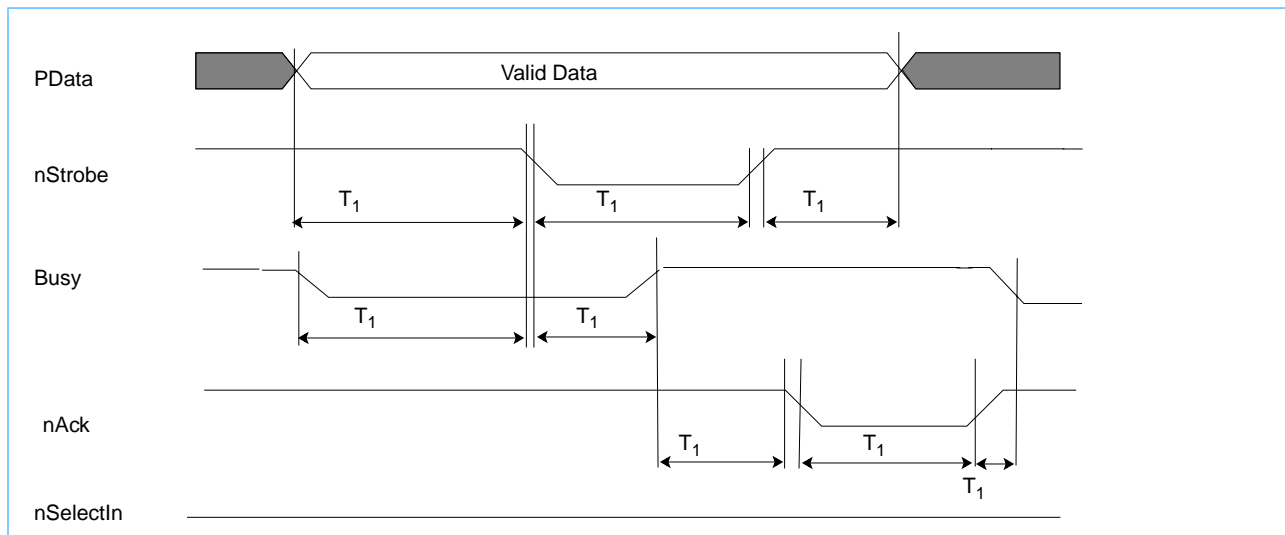 PData
Valid Data
nStrobe
T1
T1
T1
Busy
T1
T1
nAck
T1
T1
T1
nSelectIn